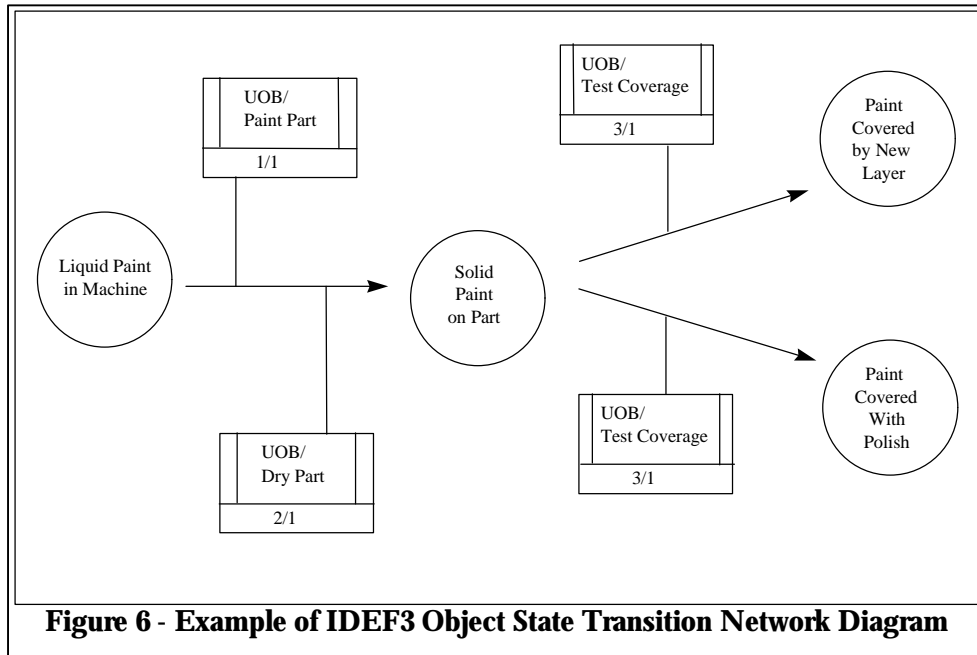 UOB/
Paint Part
1/1
UOB/
Test Coverage
3/1
Paint
Covered
by New
Layer
Liquid Paint
in Machine
Solid
Paint
on Part
UOB/
Dry Part
2/1
UOB/
Test Coverage
3/1
Paint
Covered
With
Polish
Figure 6 - Example of IDEF3 Object State Transition Network Diagram